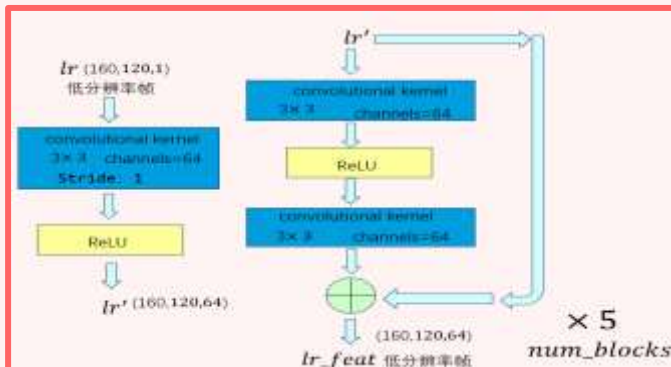 lr (160,120,1)
低分辨率帧
convolutional kernel
3×3 channels=64
Stride: 1
ReLU
lr' (160,120,64)
lr'
convolutional kernel
3×3 channels=64
ReLU
convolutional kernel
3×3 channels=64
(160,120,64)
lr_feat 低分辨率帧
× 5
num_blocks